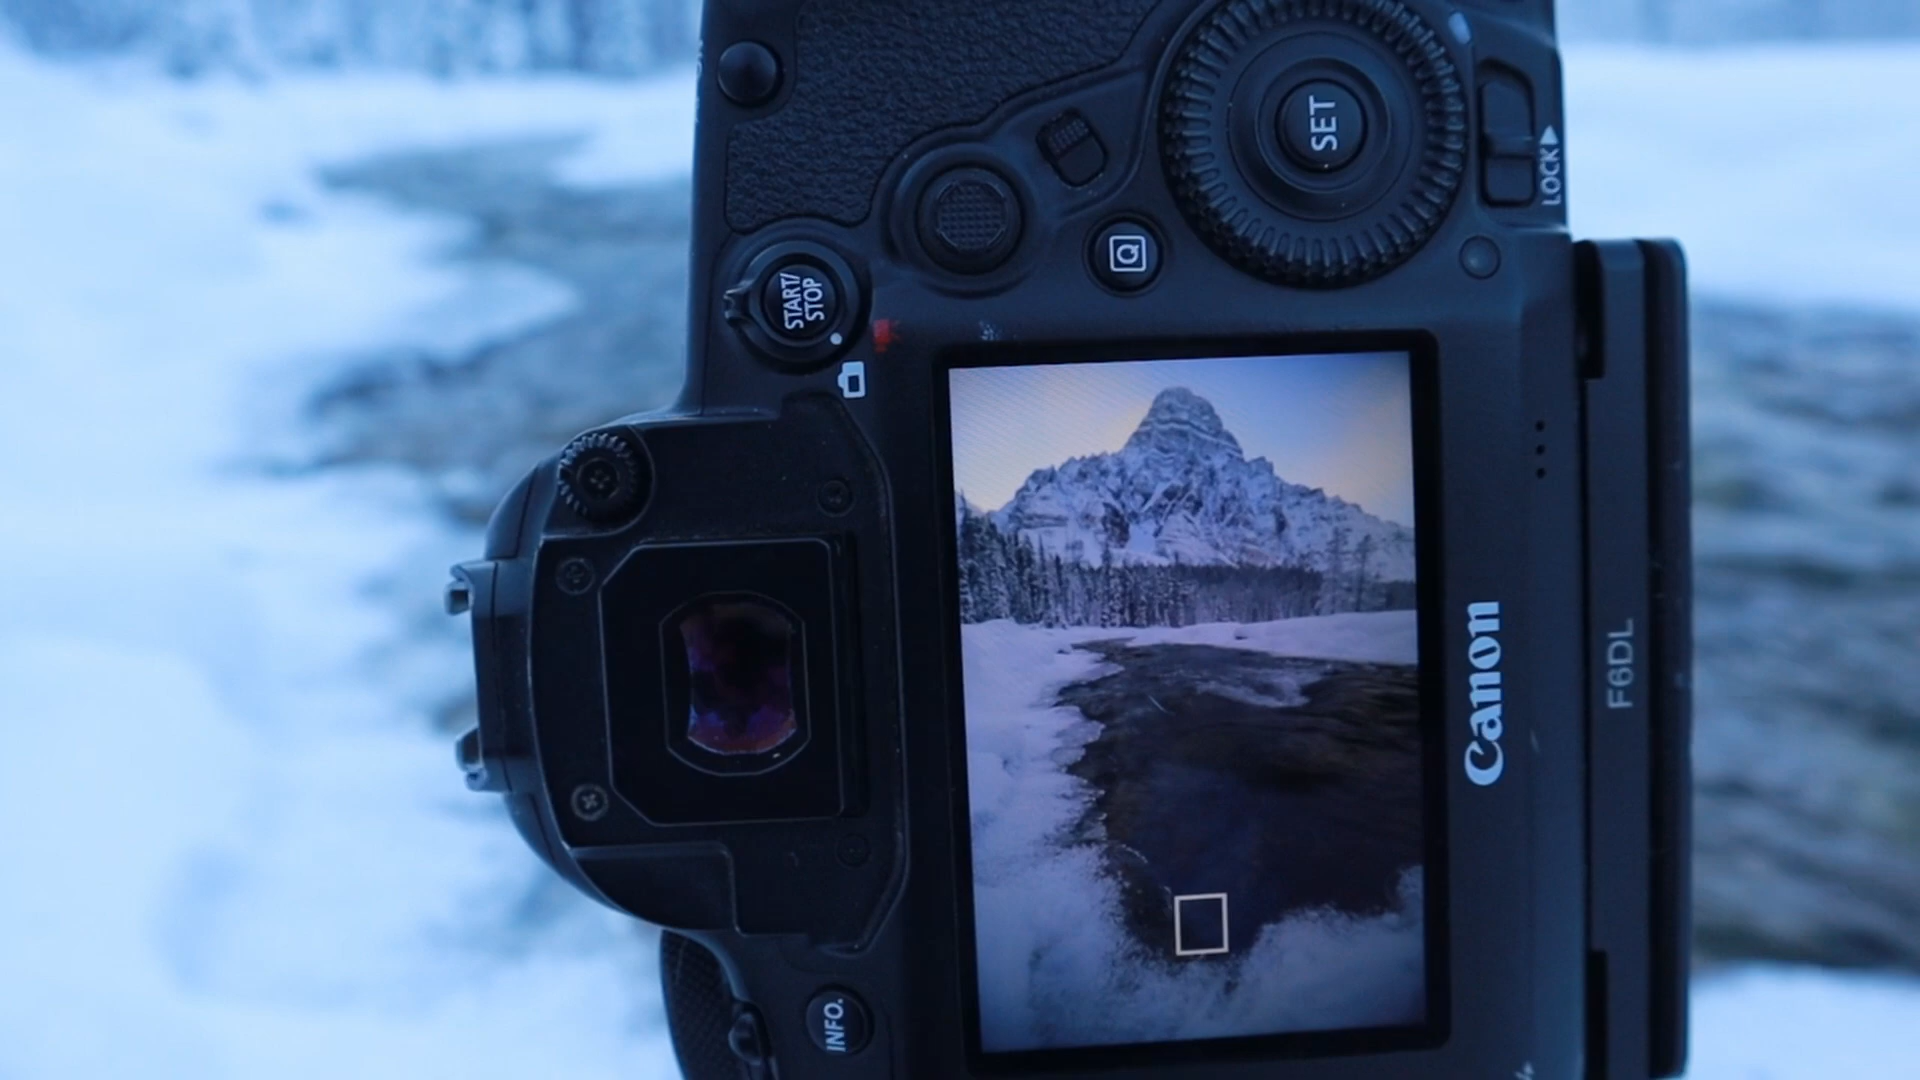 SET
LOCK
Q
START/
STOP
Canon
F6DL
INFO.